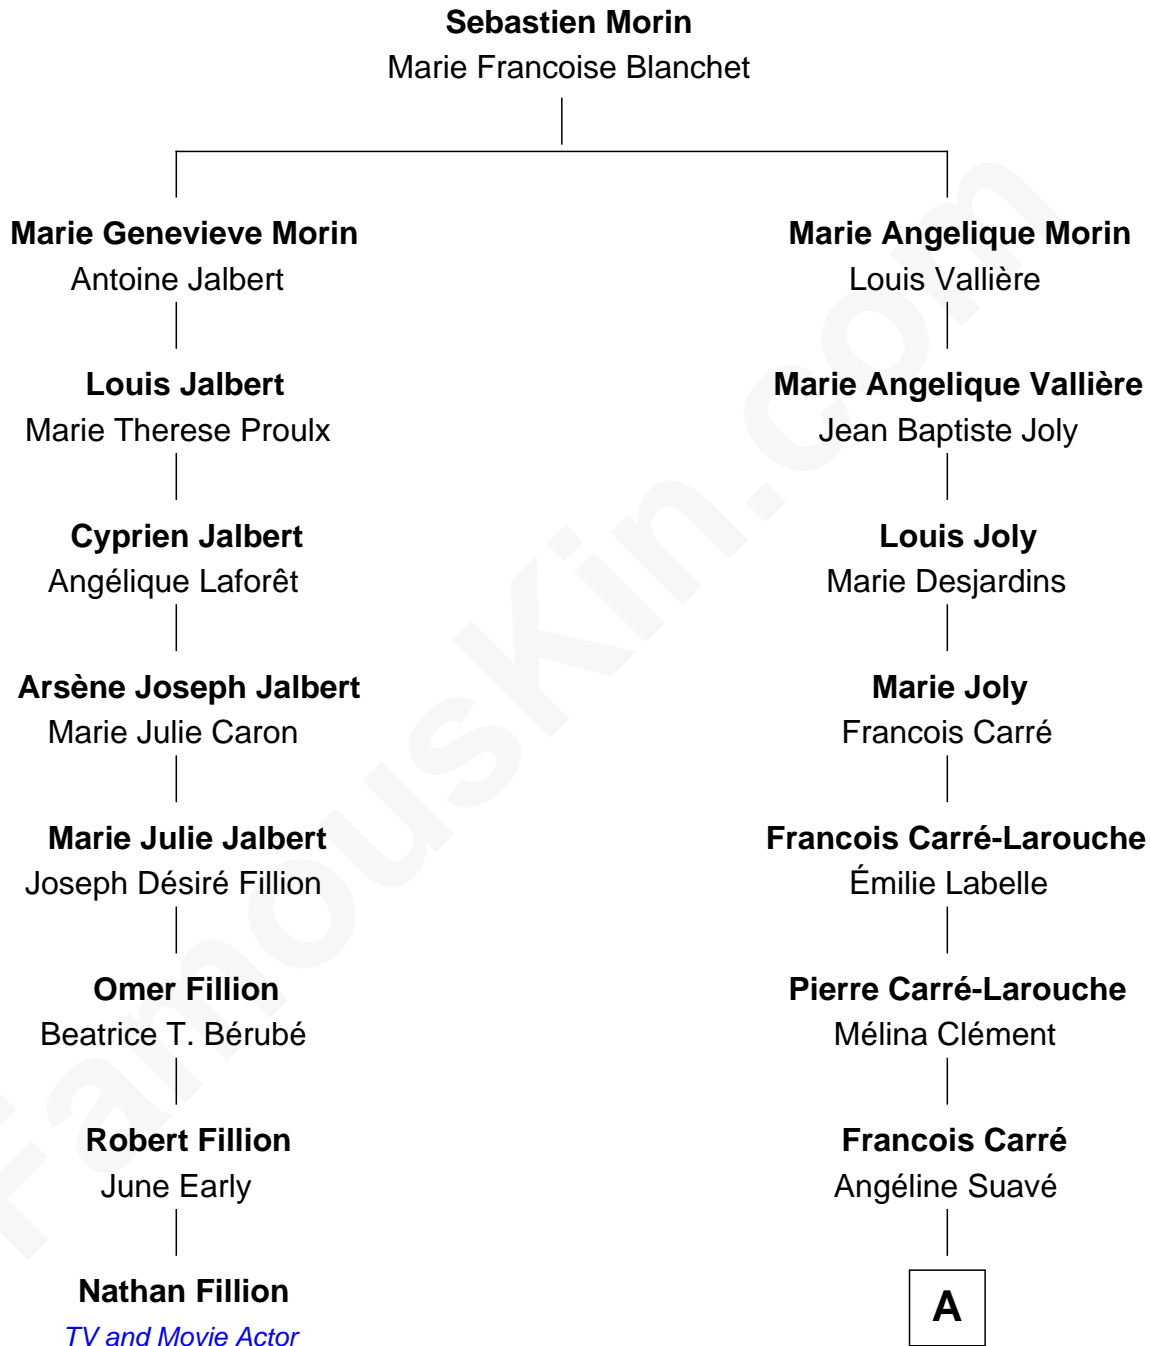 Sebastien Morin
Marie Francoise Blanchet
Marie Genevieve Morin
Antoine Jalbert
Louis Jalbert
Marie Therese Proulx
Cyprien Jalbert
Angélique Laforêt
Arsène Joseph Jalbert
Marie Julie Caron
Marie Julie Jalbert
Joseph Désiré Fillion
Omer Fillion
Beatrice T. Bérubé
Robert Fillion
June Early
Nathan Fillion
TV and Movie Actor
Marie Angelique Morin
Louis Vallière
Marie Angelique Vallière
Jean Baptiste Joly
Louis Joly
Marie Desjardins
Marie Joly
Francois Carré
Francois Carré-Larouche
Émilie Labelle
Pierre Carré-Larouche
Mélina Clément
Francois Carré
Angéline Suavé
A
FamousKin.com